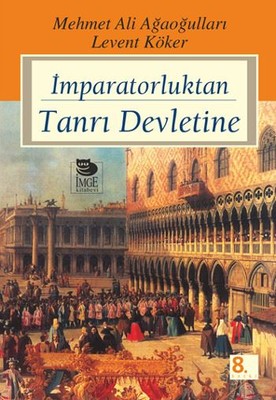 Mehmet Ali Ağaoğulları
Levent Köker
İmparatorluktan
Tanrı Devletine
İMGE
kitabevi
8.